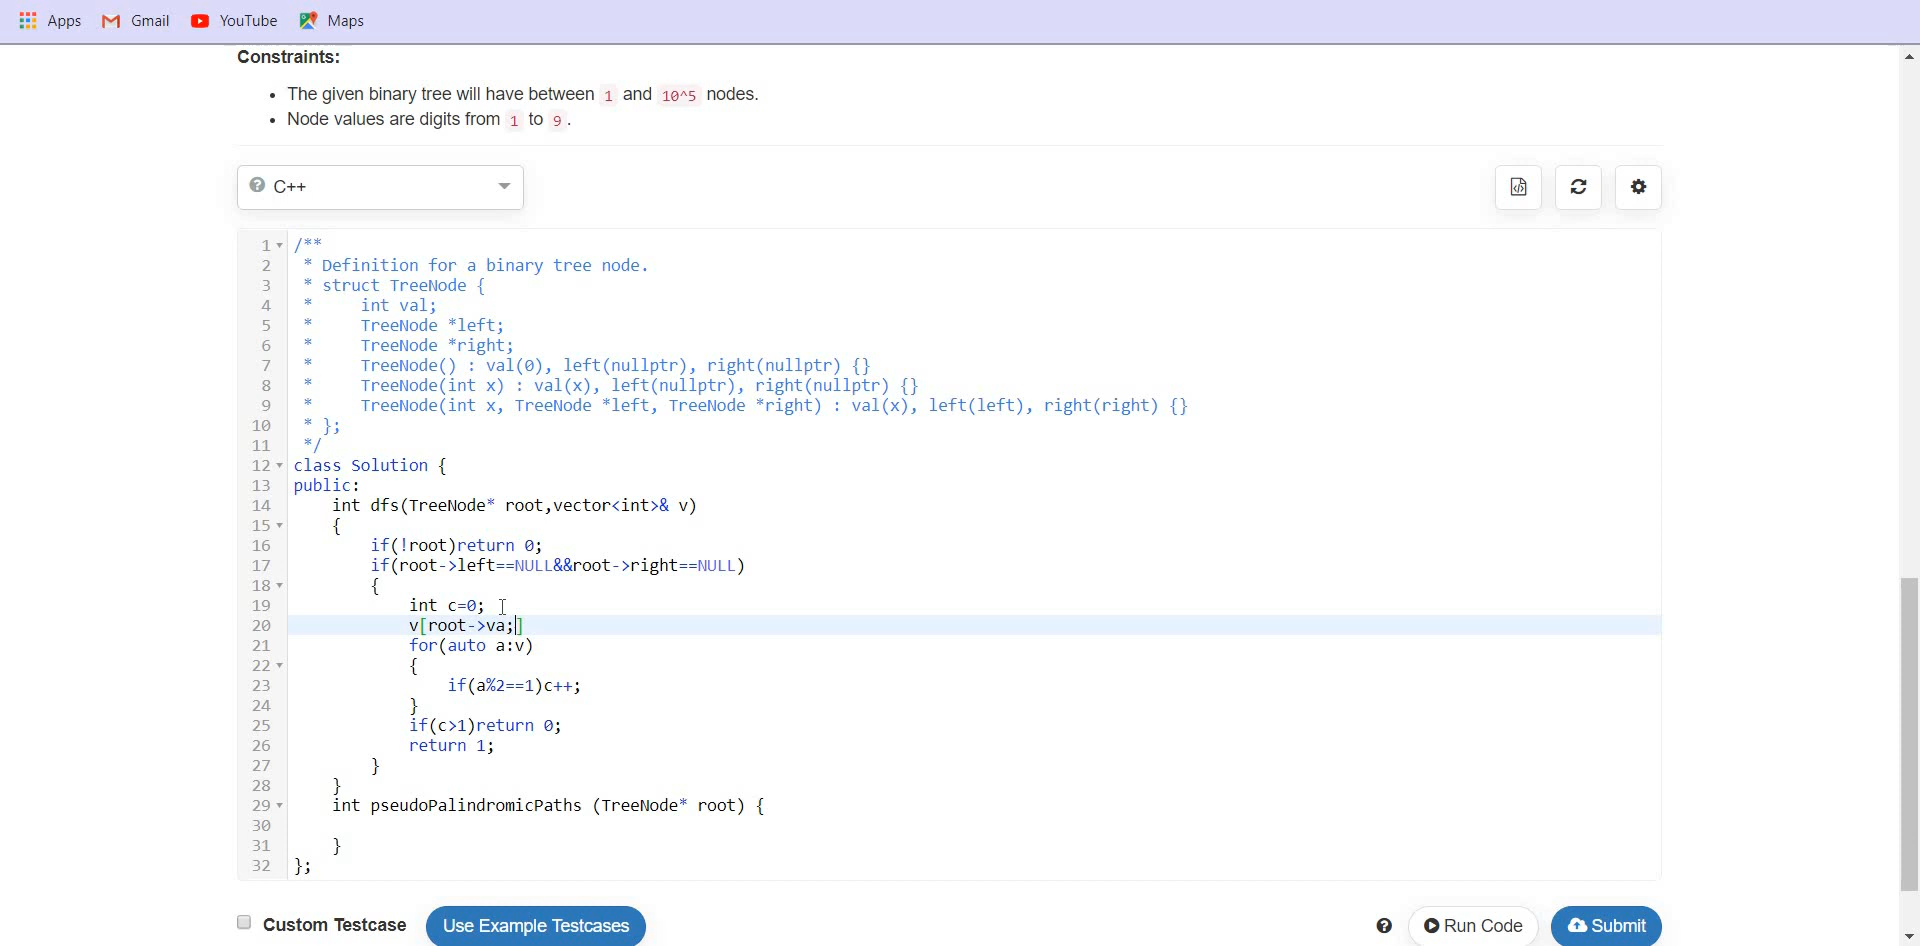 Apps Gmail YouTube Maps
Constraints:
• The given binary tree will have between 1 and 10^5 nodes.
• Node values are digits from 1 to 9 .
C++
1 /**
2  * Definition for a binary tree node.
3  * struct TreeNode {
4  *     int val;
5  *     TreeNode *left;
6  *     TreeNode *right;
7  *     TreeNode() : val(0), left(nullptr), right(nullptr) {}
8  *     TreeNode(int x) : val(x), left(nullptr), right(nullptr) {}
9  *     TreeNode(int x, TreeNode *left, TreeNode *right) : val(x), left(left), right(right) {}
10  * };
11  */
12 class Solution {
13 public:
14     int dfs(TreeNode* root,vector<int>& v)
15     {
16         if(!root)return 0;
17         if(root->left==NULL&&root->right==NULL)
18         {
19             int c=0;
20             v[root->va;]
21             for(auto a:v)
22             {
23                 if(a%2==1)c++;
24             }
25             if(c>1)return 0;
26             return 1;
27         }
28     }
29     int pseudoPalindromicPaths (TreeNode* root) {
30
31     }
32 };
Custom Testcase Use Example Testcases ? Run Code Submit